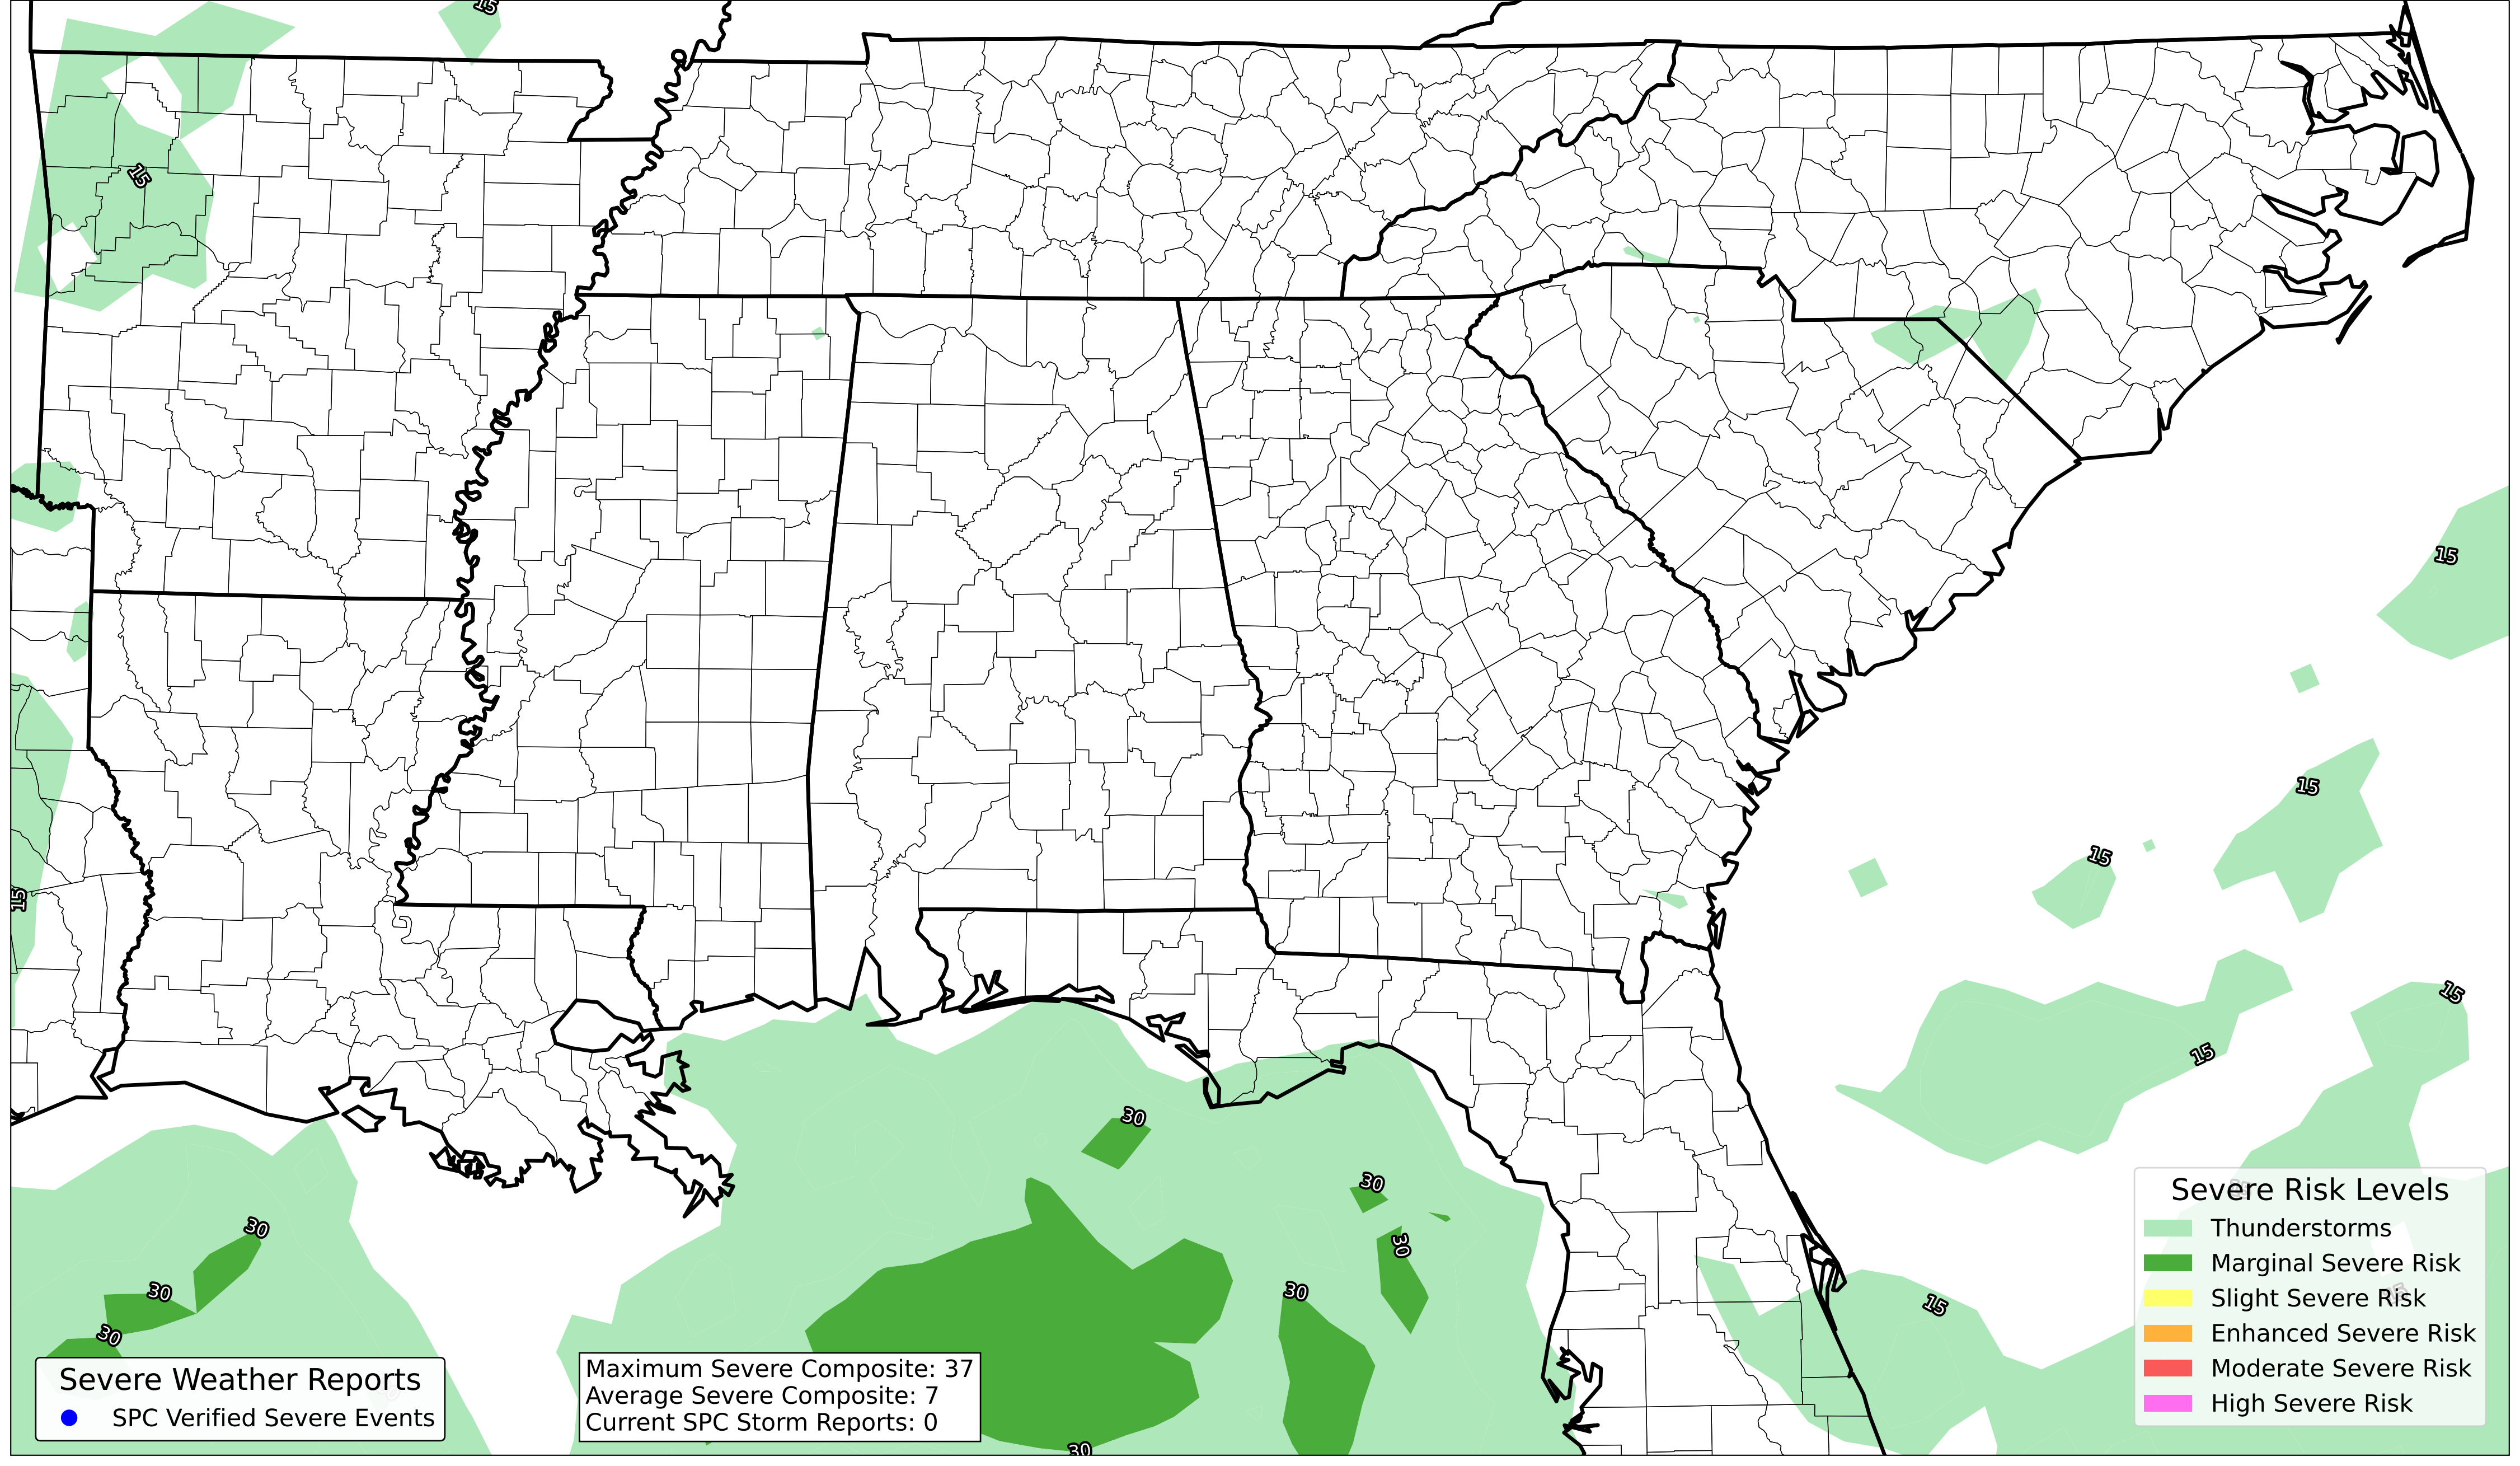 15
15
15
15
15
15
15
15
15
30
30
30
30
30
30
15
30
30
Severe Weather Reports
SPC Verified Severe Events
Maximum Severe Composite: 37
Average Severe Composite: 7
Current SPC Storm Reports: 0
Severe Risk Levels
Thunderstorms
Marginal Severe Risk
Slight Severe Risk
Enhanced Severe Risk
Moderate Severe Risk
High Severe Risk